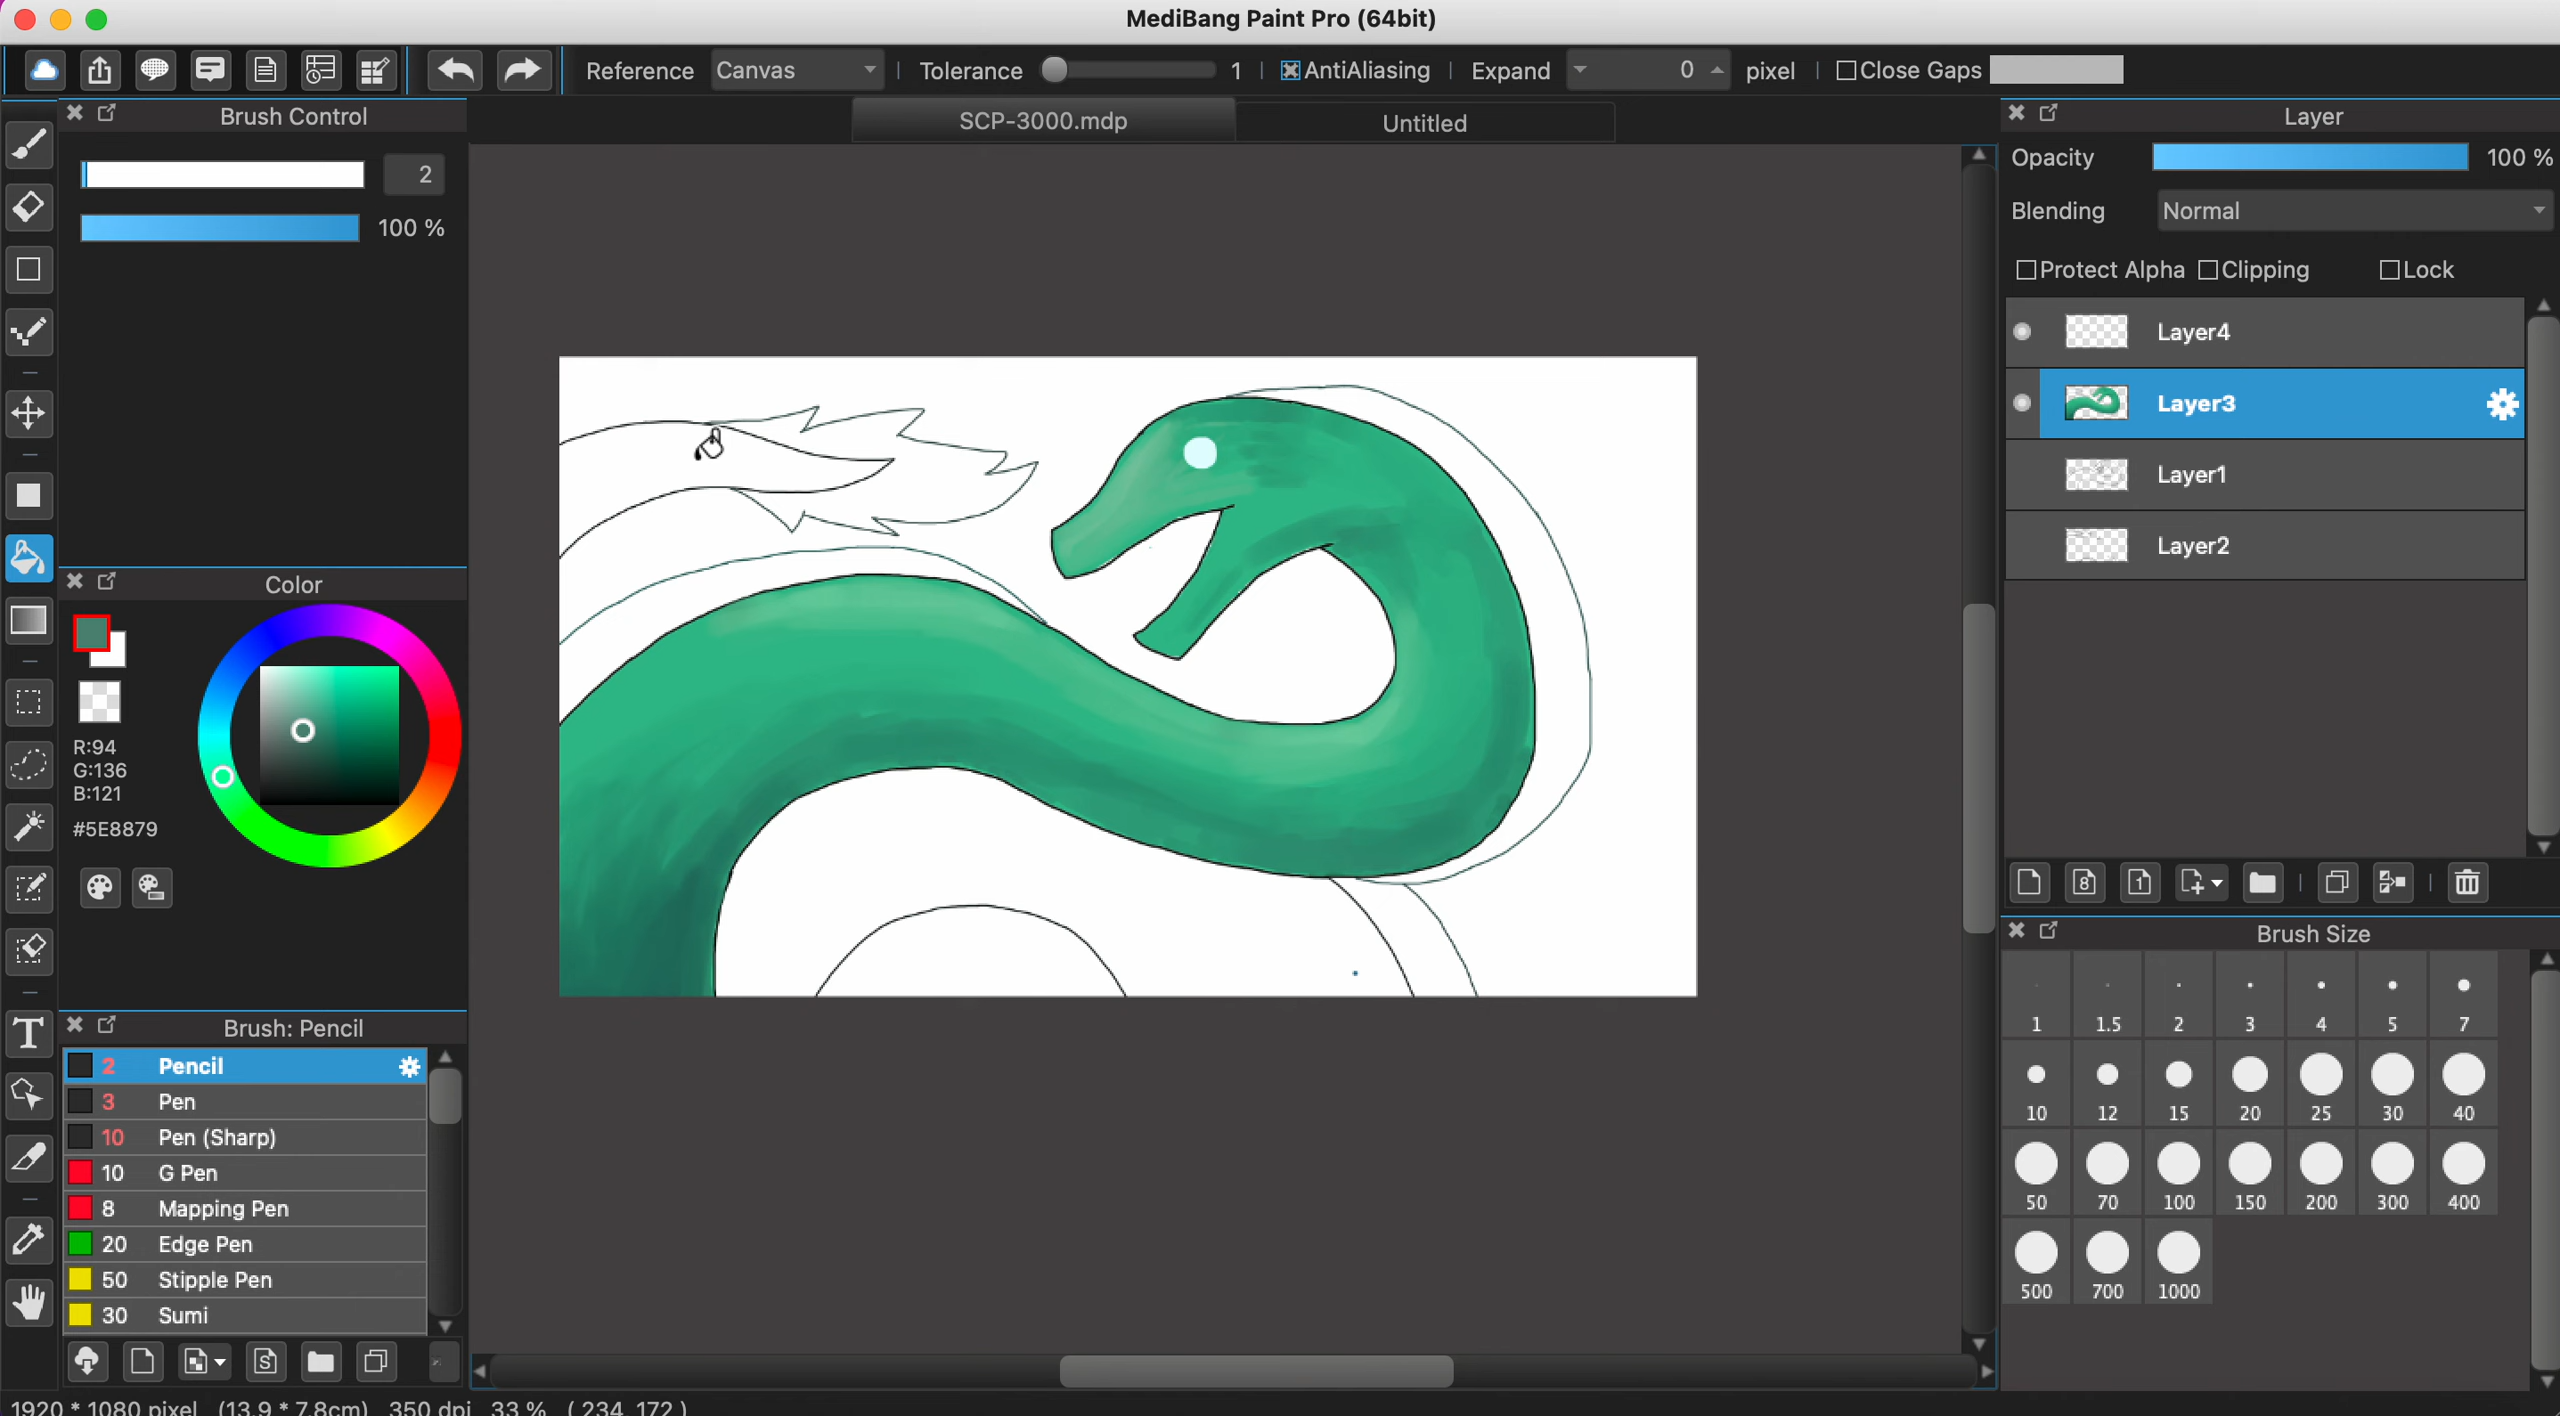 MediBang Paint Pro (64bit)
Reference Canvas Tolerance 1 AntiAliasing Expand 0 pixel Close Gaps
SCP-3000.mdp Untitled
Brush Control
2
100 %
Color
R:94
G:136
B:121
#5E8879
Brush: Pencil
2 Pencil
3 Pen
10 Pen (Sharp)
10 G Pen
8 Mapping Pen
20 Edge Pen
50 Stipple Pen
30 Sumi
Layer
Opacity 100 %
Blending Normal
Protect Alpha Clipping Lock
Layer4
Layer3
Layer1
Layer2
8 1
Brush Size
1 1.5 2 3 4 5 7
10 12 15 20 25 30 40
50 70 100 150 200 300 400
500 700 1000
T
S
1920 * 1080 pixel (13.9 * 7.8cm) 350 dpi 33 % ( 234, 172 )